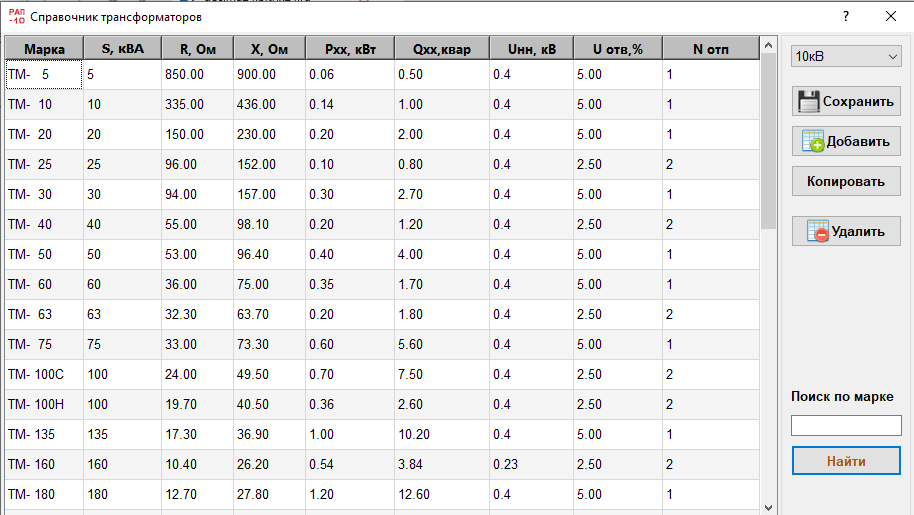 РАП
-10 Справочник трансформаторов ?
Марка S, кВА R, Ом X, Ом Pxx, кВт Qxx,квар Uнн, кВ U отв,% N отп
ТМ- 5 5 850.00 900.00 0.06 0.50 0.4 5.00 1
ТМ- 10 10 335.00 436.00 0.14 1.00 0.4 5.00 1
ТМ- 20 20 150.00 230.00 0.20 2.00 0.4 5.00 1
ТМ- 25 25 96.00 152.00 0.10 0.80 0.4 2.50 2
ТМ- 30 30 94.00 157.00 0.30 2.70 0.4 5.00 1
ТМ- 40 40 55.00 98.10 0.20 1.20 0.4 2.50 2
ТМ- 50 50 53.00 96.40 0.40 4.00 0.4 5.00 1
ТМ- 60 60 36.00 75.00 0.35 1.70 0.4 5.00 1
ТМ- 63 63 32.30 63.70 0.20 1.80 0.4 2.50 2
ТМ- 75 75 33.00 73.30 0.60 5.60 0.4 5.00 1
ТМ- 100С 100 24.00 49.50 0.70 7.50 0.4 2.50 2
ТМ- 100Н 100 19.70 40.50 0.36 2.60 0.4 2.50 2
ТМ- 135 135 17.30 36.90 1.00 10.20 0.4 5.00 1
ТМ- 160 160 10.40 26.20 0.54 3.84 0.23 2.50 2
ТМ- 180 180 12.70 27.80 1.20 12.60 0.4 5.00 1
10кВ
Сохранить
Добавить
Копировать
Удалить
Поиск по марке
Найти